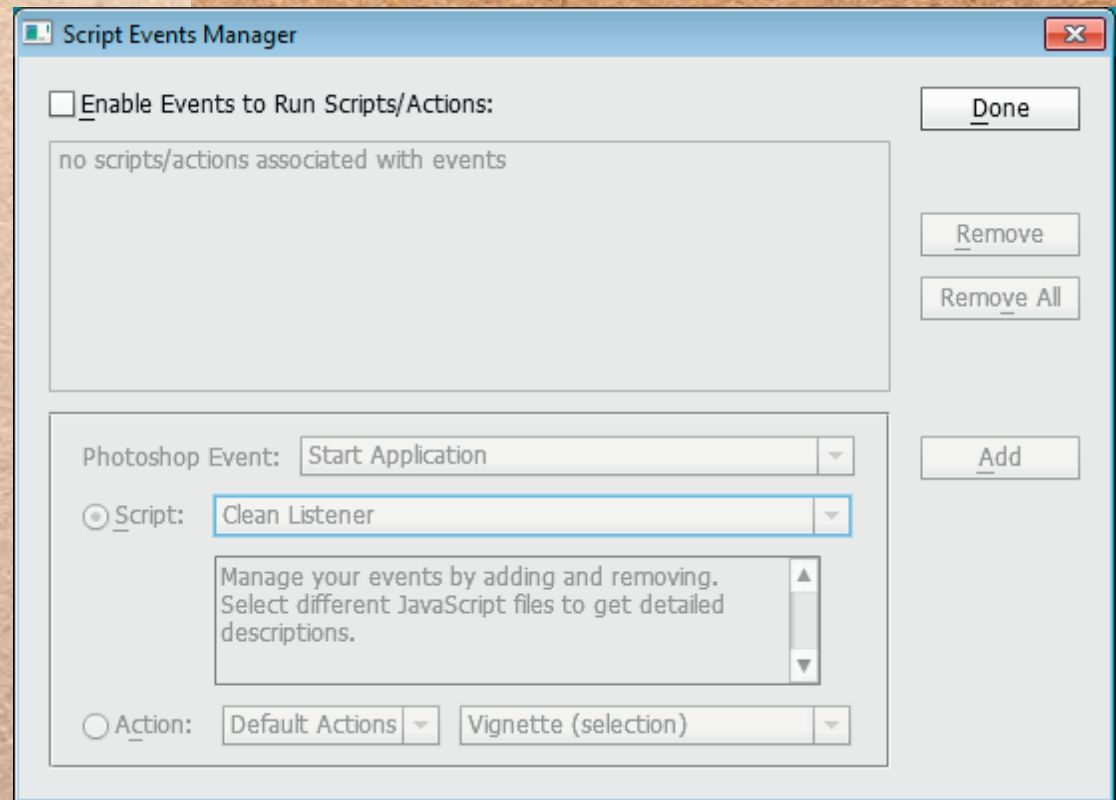 Script Events Manager
Enable Events to Run Scripts/Actions:
Done
no scripts/actions associated with events
Remove
Remove All
Photoshop Event: Start Application
Add
Script: Clean Listener
Manage your events by adding and removing.
Select different JavaScript files to get detailed
descriptions.
Action: Default Actions Vignette (selection)